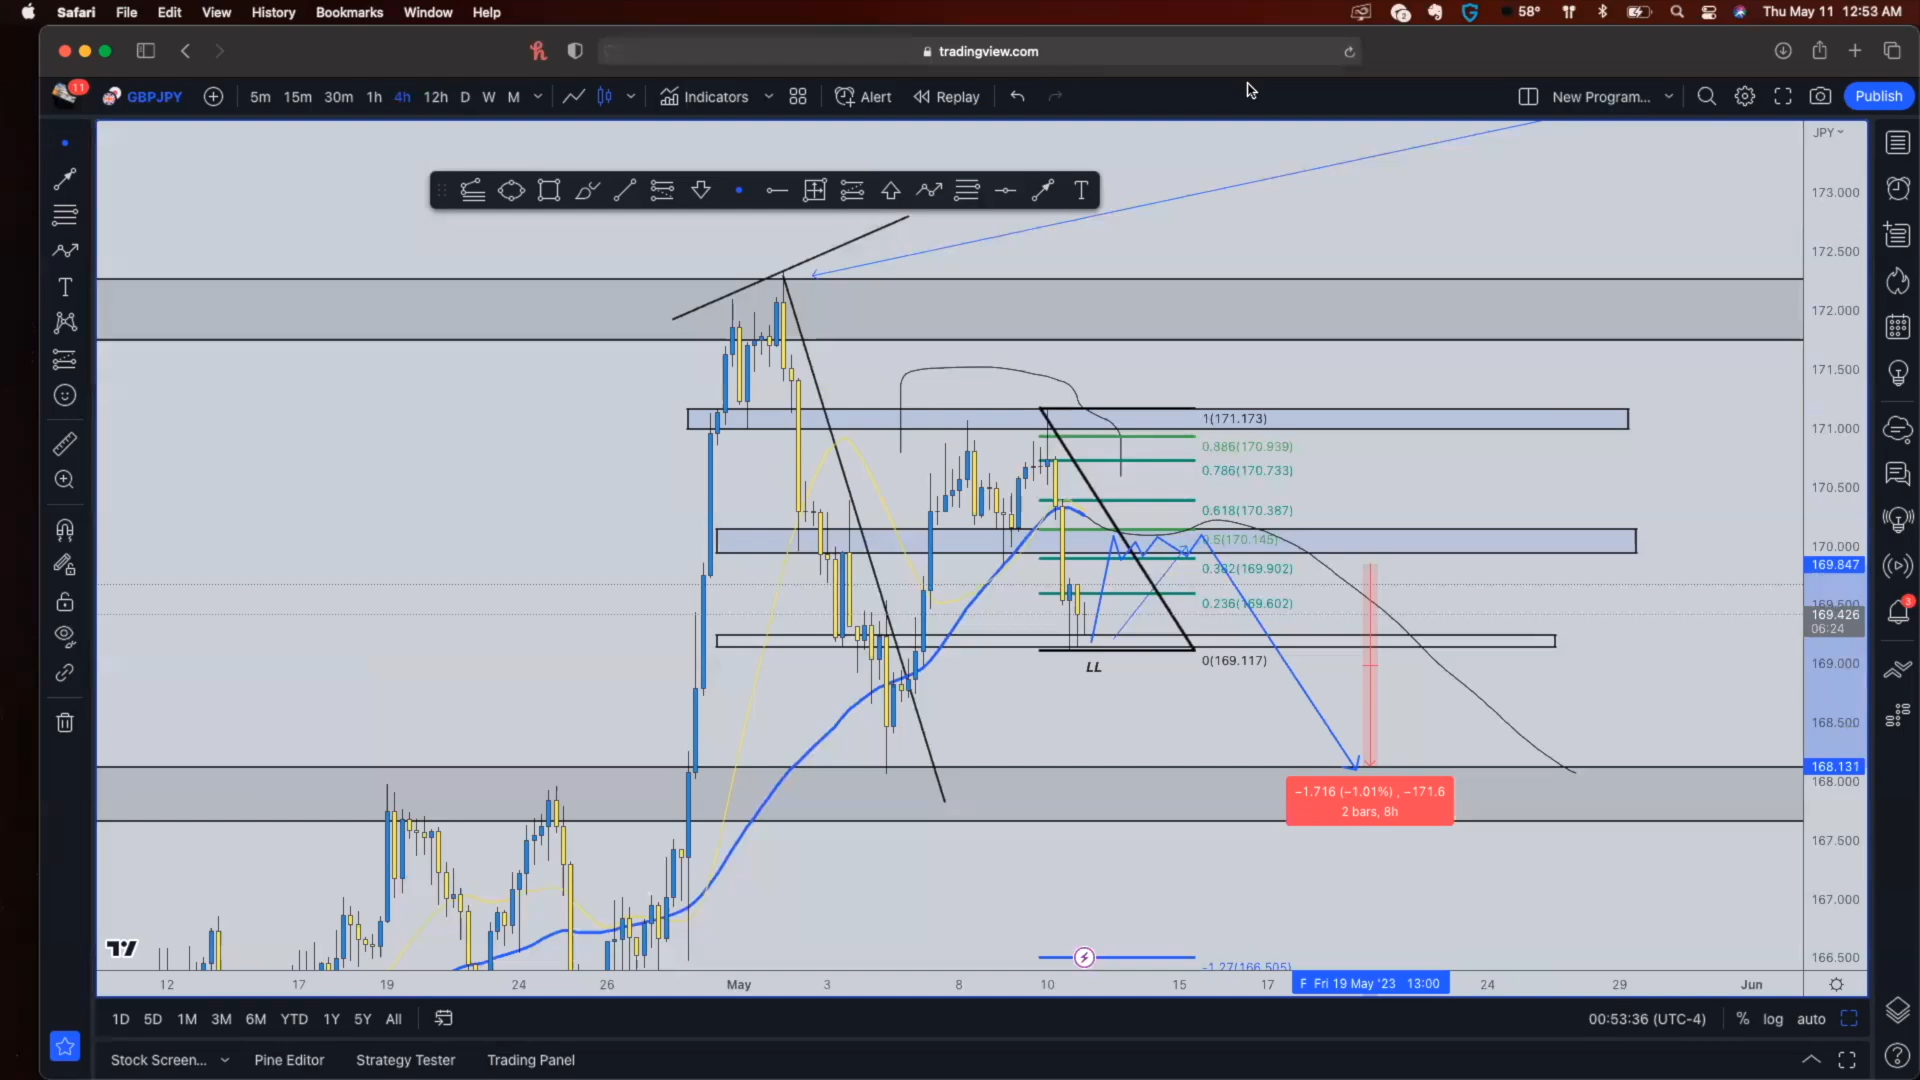 Safari File Edit View History Bookmarks Window Help 2 58° Thu May 11 12:53 AM
tradingview.com
11 GBPJPY 5m 15m 30m 1h 4h 12h D W M Indicators Alert Replay New Program... Publish
JPY
173.000
172.500
172.000
171.500
1(171.173)
171.000
0.886(170.939)
0.786(170.733)
170.500
0.618(170.387)
0.5(170.145)
170.000
169.847
0.382(169.902)
0.236(169.602)
169.426
06:24
LL 0(169.117)
169.000
168.500
168.131
168.000
−1.716 (−1.01%) , −171.6
2 bars, 8h
167.500
167.000
166.500
-1.27(166.505)
12 17 19 24 26 May 3 8 10 15 17 F Fri 19 May '23 13:00 24 29 Jun
1D 5D 1M 3M 6M YTD 1Y 5Y All 00:53:36 (UTC-4) % log auto
Stock Screen... Pine Editor Strategy Tester Trading Panel
3